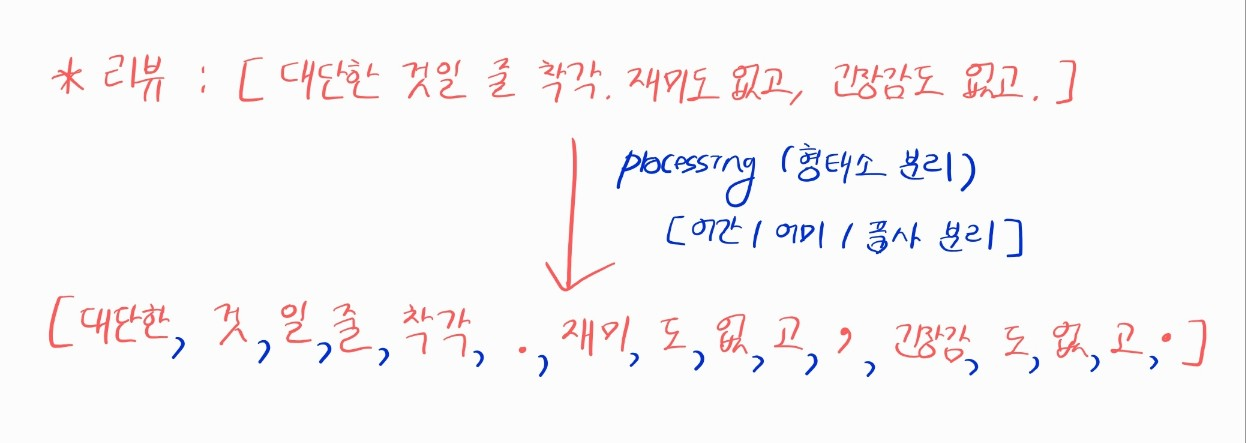 * 리뷰 : [ 대단한 것일 줄 착각. 재미도 없고, 긴장감도 없고. ]
processing (형태소 분리)
[어간 / 어미 / 품사 분리]
[대단한, 것, 일, 줄, 착각, ., 재미, 도, 없, 고, ,, 긴장감, 도, 없, 고, .]